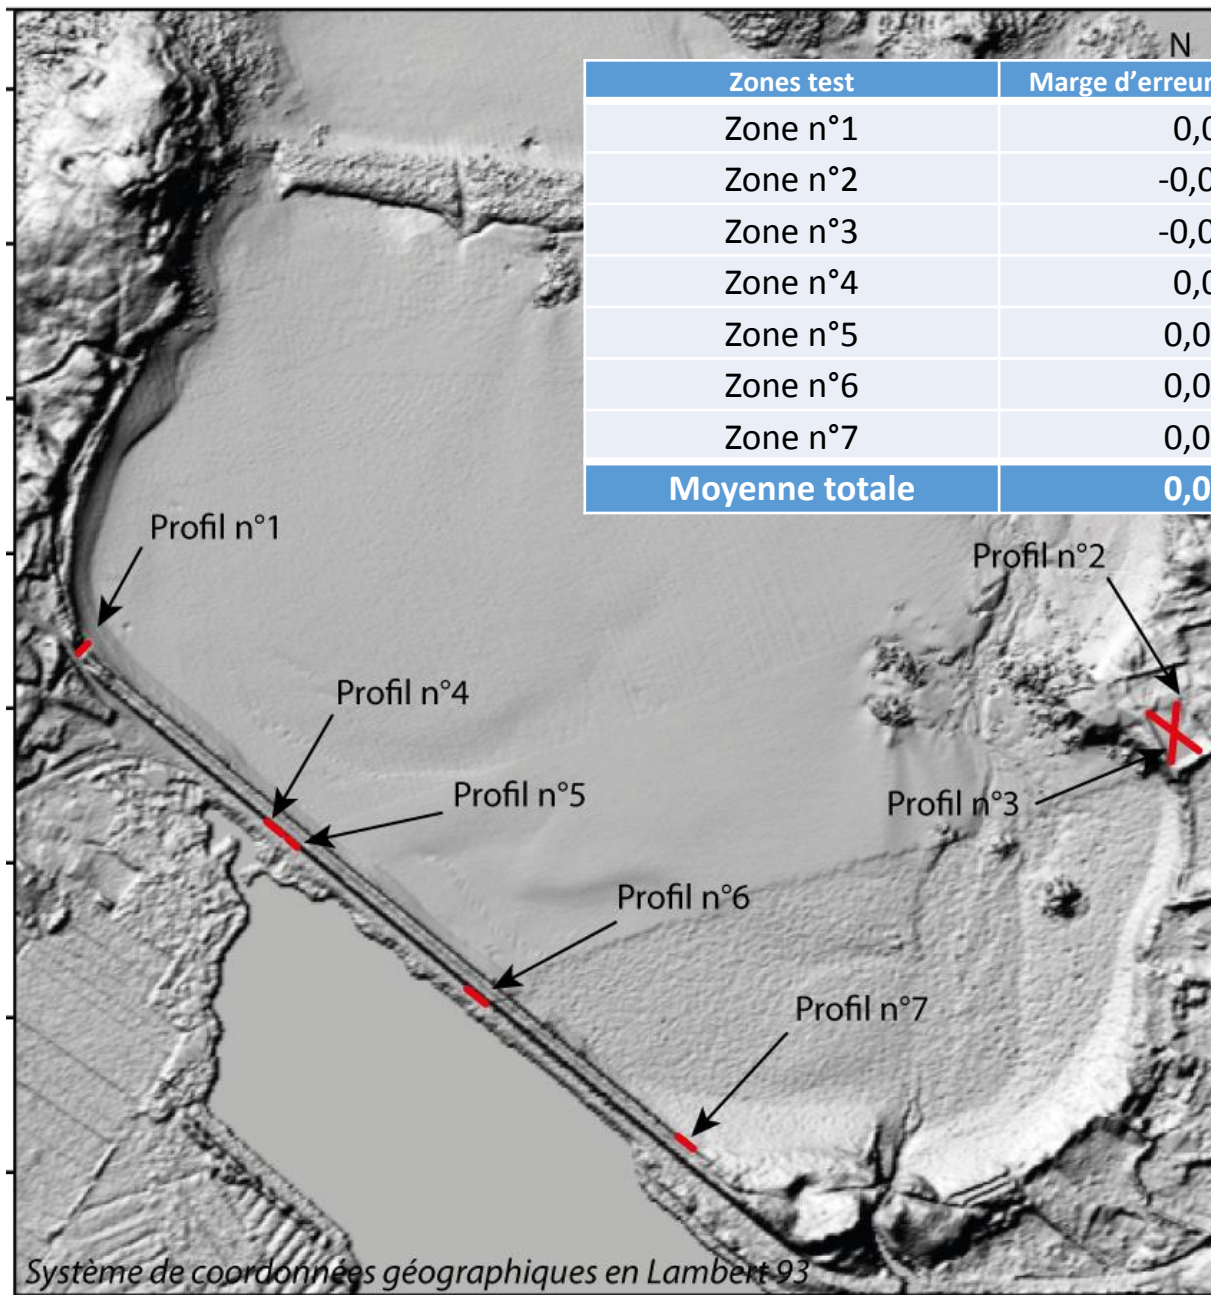 N
Zones test Marge d'erreur
Zone n°1 0,0
Zone n°2 -0,0
Zone n°3 -0,0
Zone n°4 0,0
Zone n°5 0,0
Zone n°6 0,0
Zone n°7 0,0
Moyenne totale 0,0
Profil n°1
Profil n°2
Profil n°4
Profil n°5
Profil n°3
Profil n°6
Profil n°7
Système de coordonnées géographiques en Lambert 93